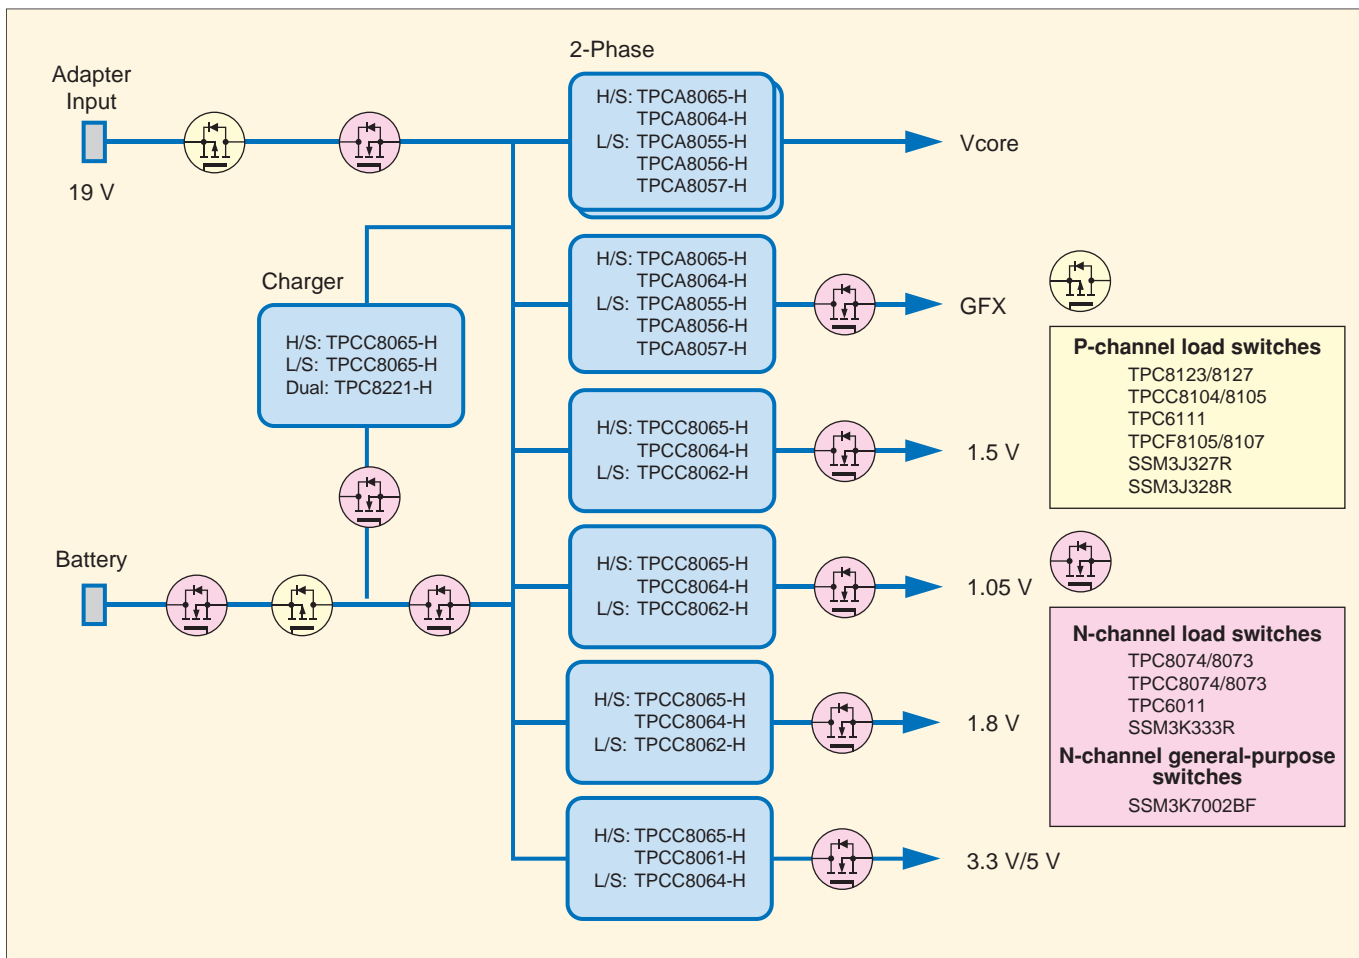 Adapter
Input
19 V
Charger
H/S: TPCC8065-H
L/S: TPCC8065-H
Dual: TPC8221-H
Battery
2-Phase
H/S: TPCA8065-H
TPCA8064-H
L/S: TPCA8055-H
TPCA8056-H
TPCA8057-H
Vcore
H/S: TPCA8065-H
TPCA8064-H
L/S: TPCA8055-H
TPCA8056-H
TPCA8057-H
GFX
H/S: TPCC8065-H
TPCC8064-H
L/S: TPCC8062-H
1.5 V
H/S: TPCC8065-H
TPCC8064-H
L/S: TPCC8062-H
1.05 V
H/S: TPCC8065-H
TPCC8064-H
L/S: TPCC8062-H
1.8 V
H/S: TPCC8065-H
TPCC8061-H
L/S: TPCC8064-H
3.3 V/5 V
P-channel load switches
TPC8123/8127
TPCC8104/8105
TPC6111
TPCF8105/8107
SSM3J327R
SSM3J328R
N-channel load switches
TPC8074/8073
TPCC8074/8073
TPC6011
SSM3K333R
N-channel general-purpose
switches
SSM3K7002BF